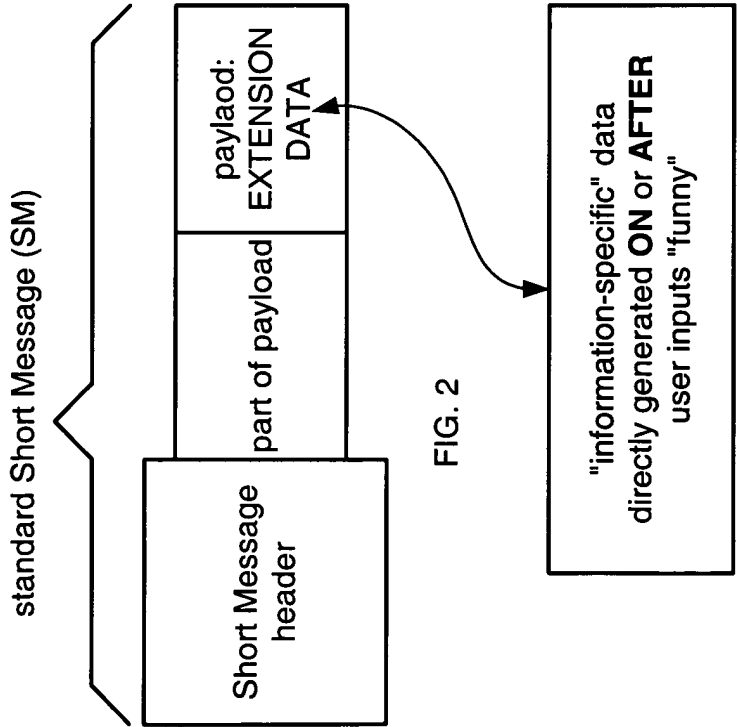 standard Short Message (SM)
Short Message
header
part of payload
paylaod:
EXTENSION
DATA
FIG. 2
"information-specific" data
directly generated ON or AFTER
user inputs "funny"